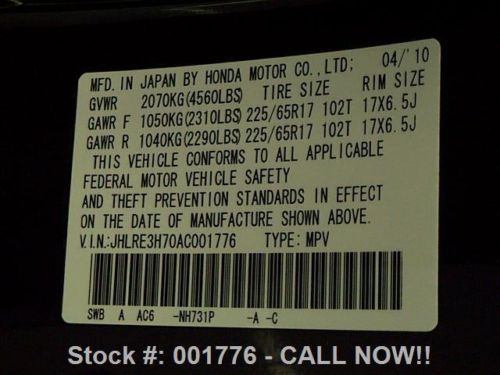 MFD. IN JAPAN BY HONDA MOTOR CO.,LTD; 04/'10
GVWR 2070KG(4560LBS) TIRE SIZE RIM SIZE
GAWR F 1050KG(2310LBS) 225/65R17 102T 17X6.5J
GAWR R 1040KG(2290LBS) 225/65R17 102T 17X6.5J
THIS VEHICLE CONFORMS TO ALL APPLICABLE
FEDERAL MOTOR VEHICLE SAFETY
AND THEFT PREVENTION STANDARDS IN EFFECT
ON THE DATE OF MANUFACTURE SHOWN ABOVE.
V.I.N.:JHLRE3H70AC001776 TYPE: MPV
SWB A AC6 -NH731P -A -C
Stock #: 001776 - CALL NOW!!